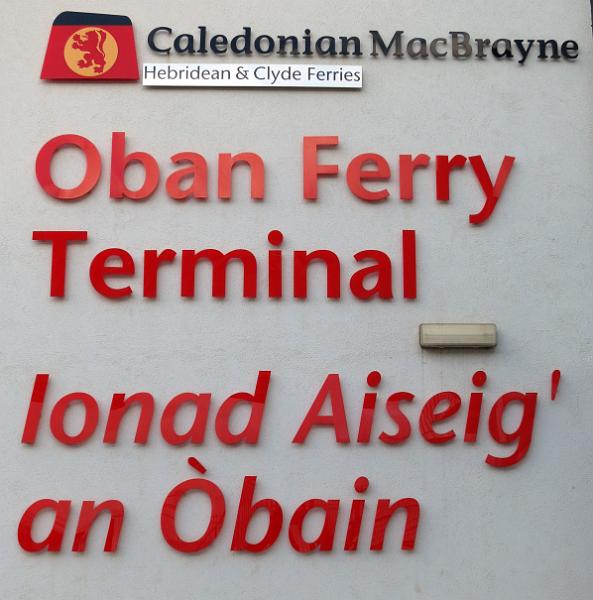 Caledonian MacBrayne
Hebridean & Clyde Ferries
Oban Ferry
Terminal
Ionad Aiseig'
an Òbain